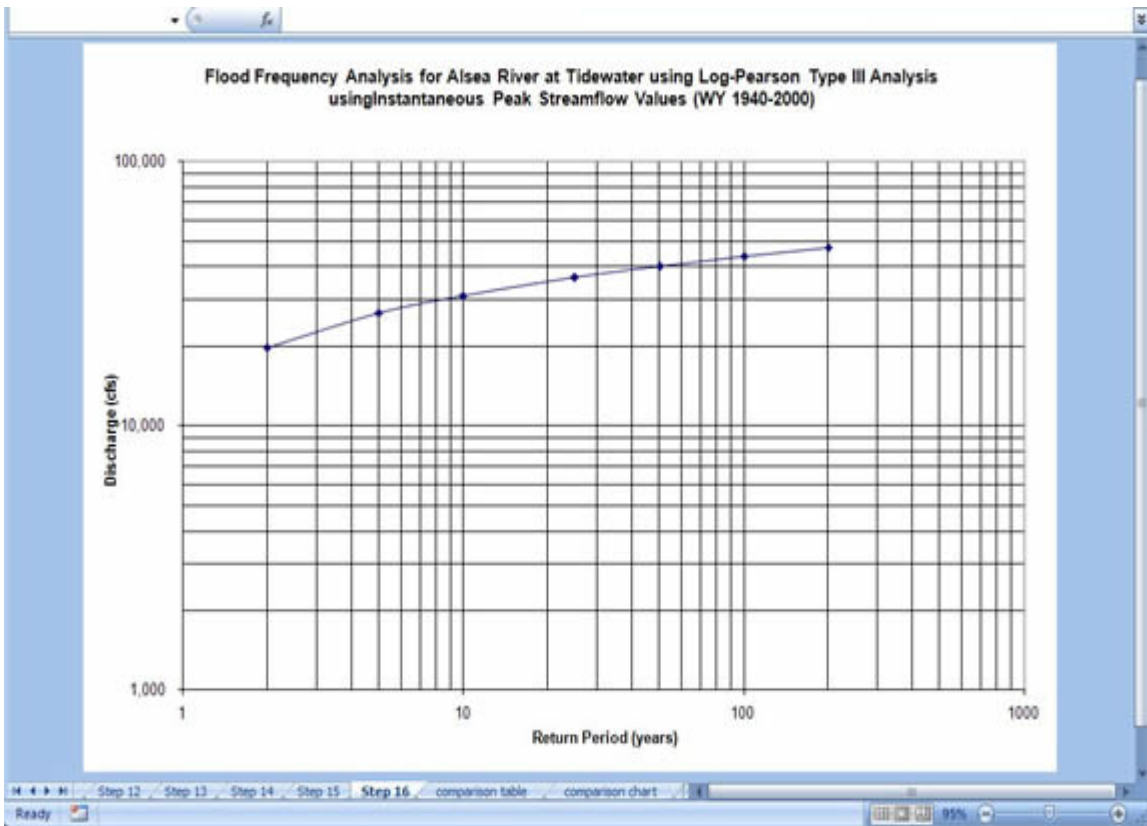 fx
Flood Frequency Analysis for Alsea River at Tidewater using Log-Pearson Type III Analysis
usingInstantaneous Peak Streamflow Values (WY 1940-2000)
100,000
10,000
1,000
Discharge (cfs)
1
10
100
1000
Return Period (years)
Step 12
Step 13
Step 14
Step 15
Step 16
comparison table
comparison chart
Ready
95%